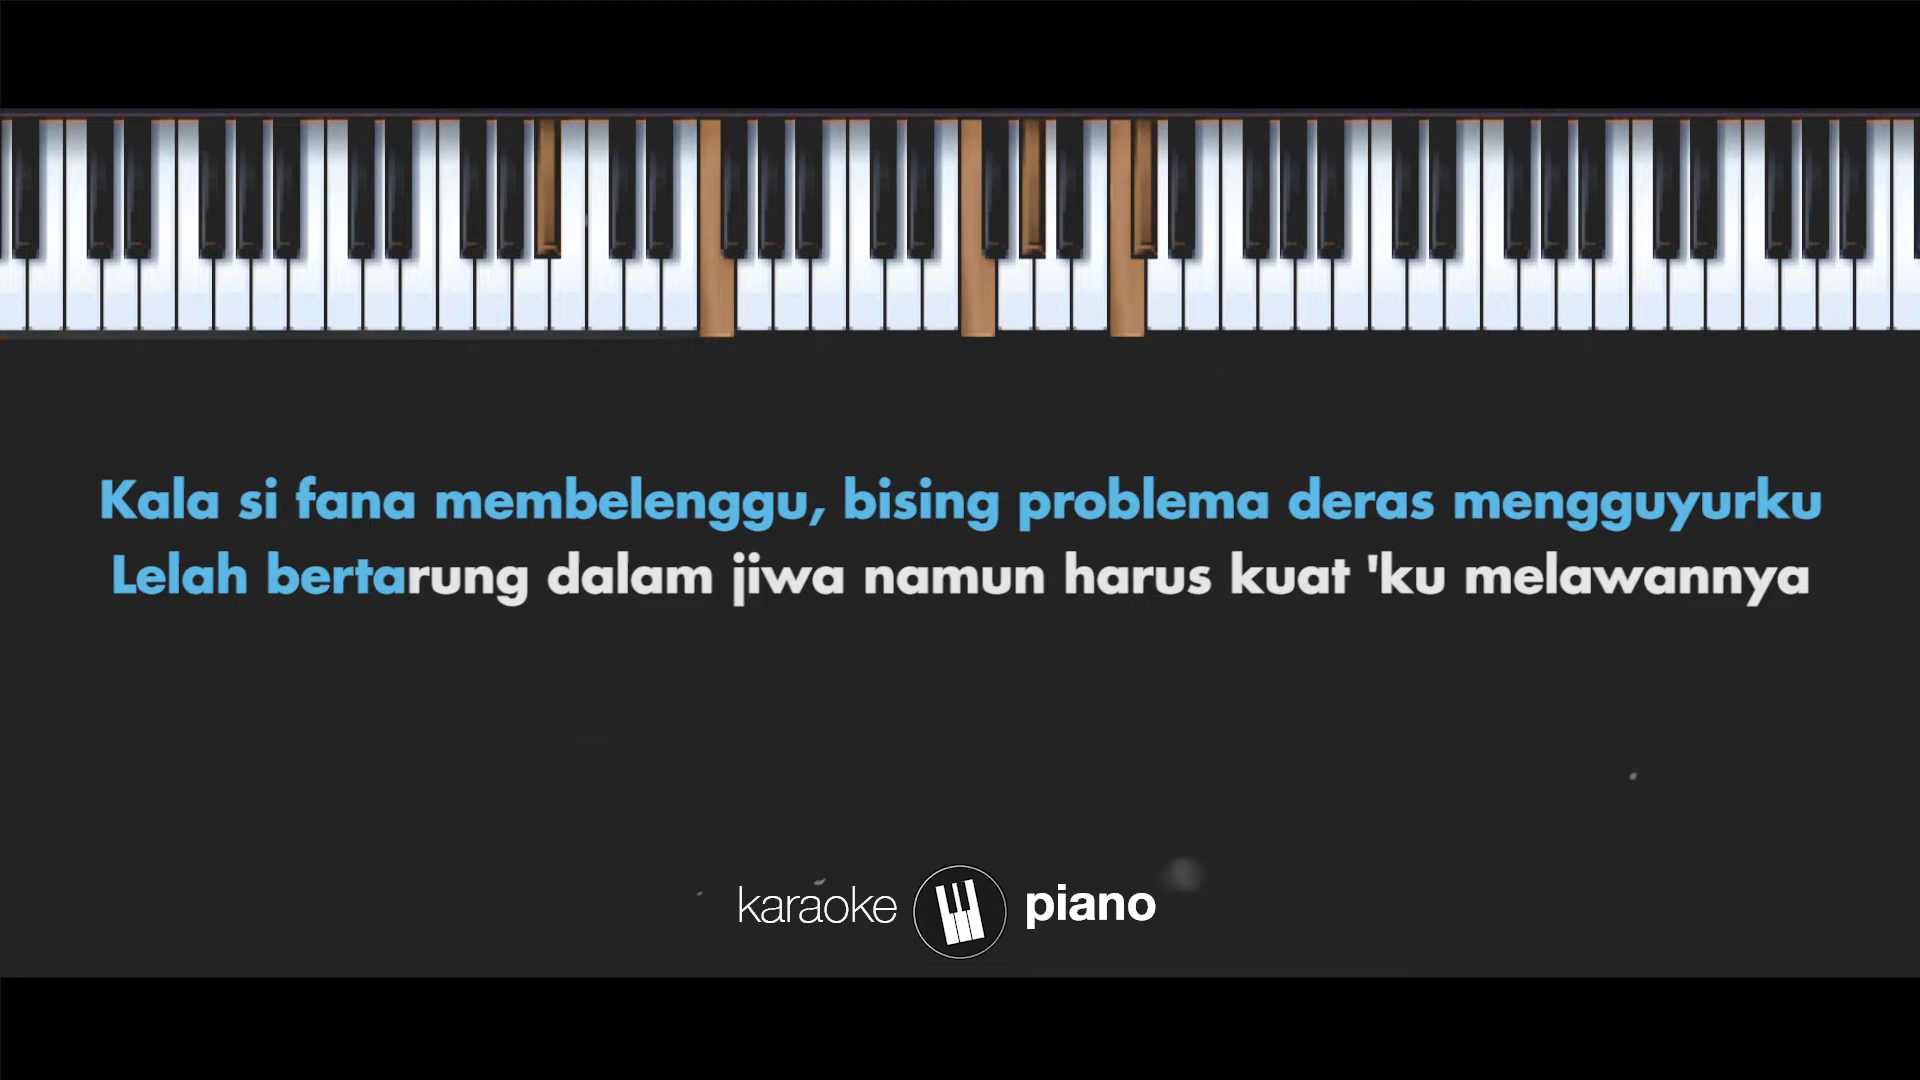 Kala si fana membelenggu, bising problema deras mengguyurku
Lelah bertarung dalam jiwa namun harus kuat 'ku melawannya
karaoke piano